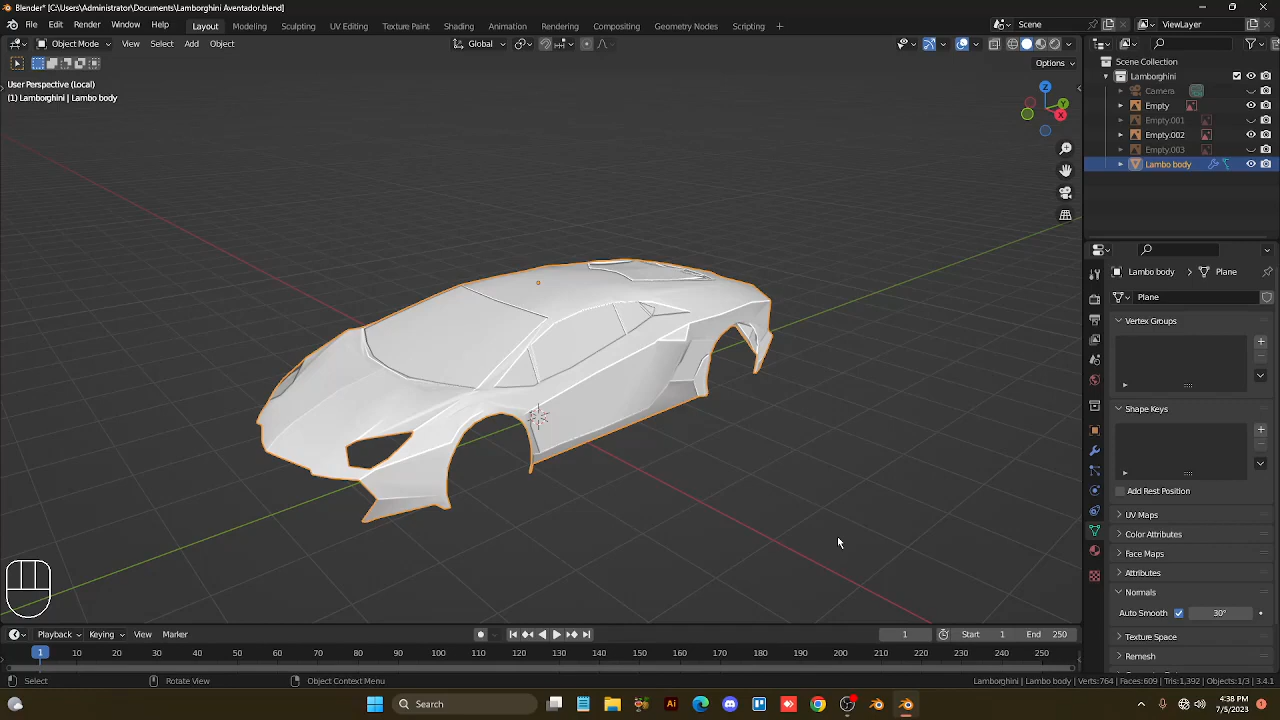 Blender* [C:\Users\Administrator\Documents\Lamborghini Aventador.blend]
File Edit Render Window Help Layout Modeling Sculpting UV Editing Texture Paint Shading Animation Rendering Compositing Geometry Nodes Scripting + Scene ViewLayer
Object Mode View Select Add Object Global
Options
User Perspective (Local)
(1) Lamborghini | Lambo body
Z
Y
X
Scene Collection
Lamborghini
Camera
Empty
Empty.001
Empty.002
Empty.003
Lambo body
Lambo body > Plane
Plane
Vertex Groups
Shape Keys
Add Rest Position
UV Maps
Color Attributes
Face Maps
Attributes
Normals
Auto Smooth 30°
Texture Space
Remesh
Playback Keying View Marker 1 Start 1 End 250
1 10 20 30 40 50 60 70 80 90 100 110 120 130 140 150 160 170 180 190 200 210 220 230 240 250
Select Rotate View Object Context Menu Lamborghini | Lambo body | Verts:764 | Faces:609 | Tris:1,392 | Objects:1/3 | 3.4.1
Search Ai 4:38 PM
7/5/2023